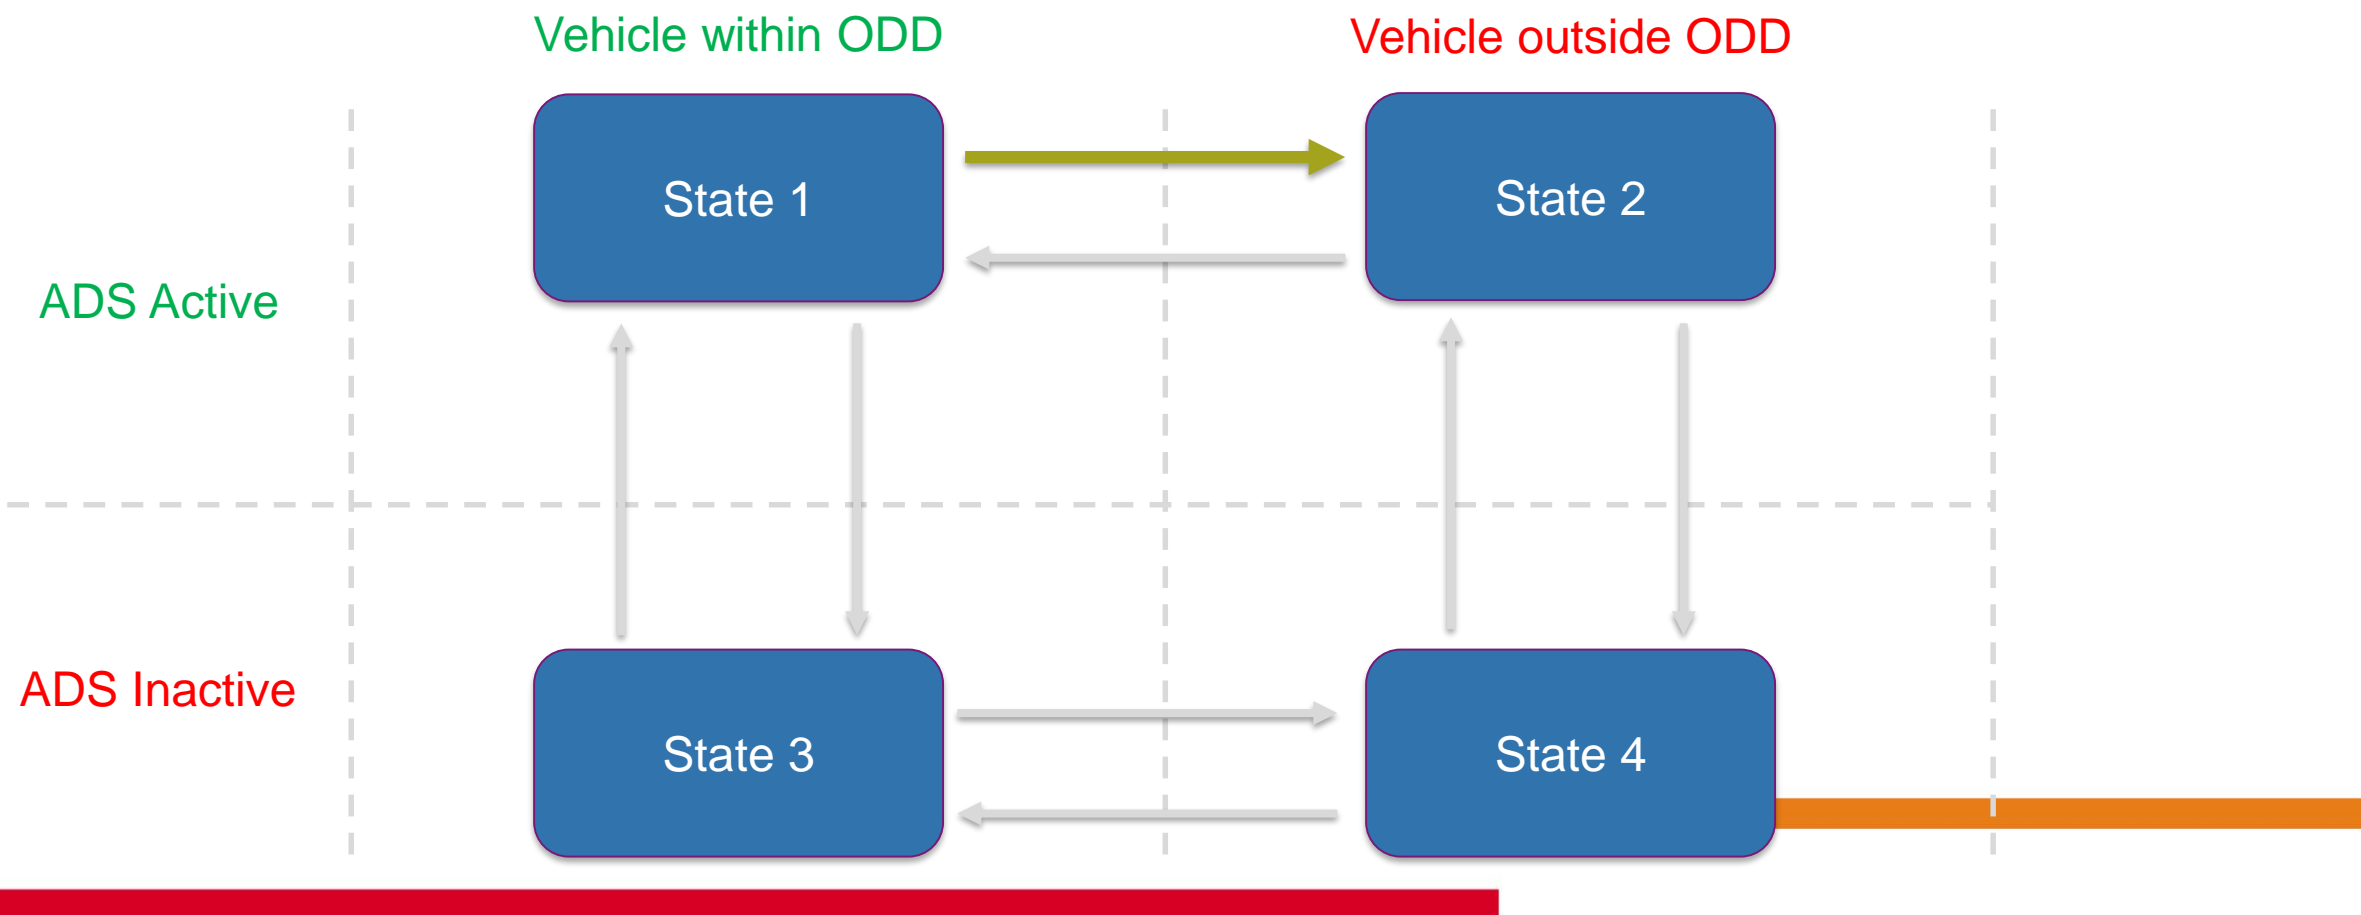 Vehicle within ODD
Vehicle outside ODD
State 1
State 2
ADS Active
ADS Inactive
State 3
State 4